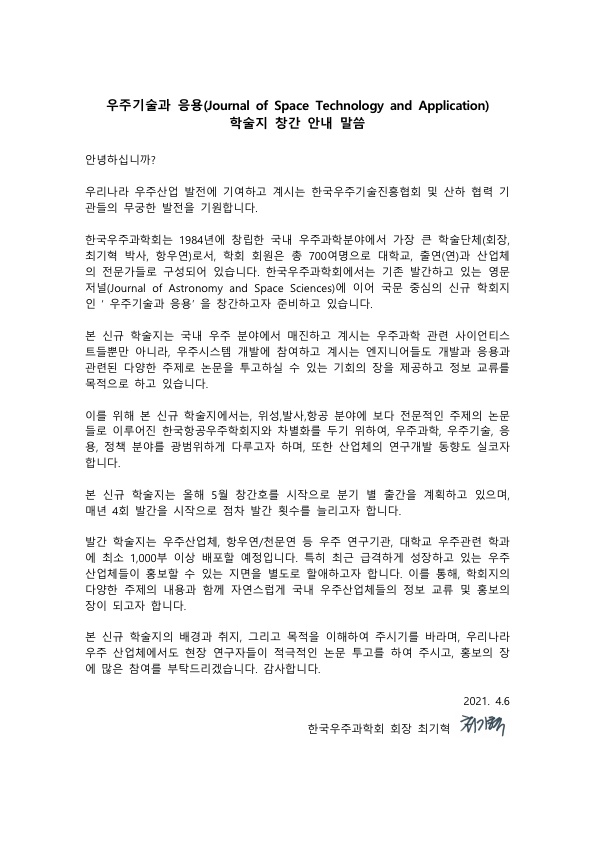 우주기술과 응용(Journal of Space Technology and Application)
학술지 창간 안내 말씀
안녕하십니까?
우리나라 우주산업 발전에 기여하고 계시는 한국우주기술진흥협회 및 산하 협력 기
관들의 무궁한 발전을 기원합니다.
한국우주과학회는 1984년에 창립한 국내 우주과학분야에서 가장 큰 학술단체(회장,
최기혁 박사, 항우연)로서, 학회 회원은 총 700여명으로 대학교, 출연(연)과 산업체
의 전문가들로 구성되어 있습니다. 한국우주과학회에서는 기존 발간하고 있는 영문
저널(Journal of Astronomy and Space Sciences)에 이어 국문 중심의 신규 학회지
인 ' 우주기술과 응용' 을 창간하고자 준비하고 있습니다.
본 신규 학술지는 국내 우주 분야에서 매진하고 계시는 우주과학 관련 사이언티스
트들뿐만 아니라, 우주시스템 개발에 참여하고 계시는 엔지니어들도 개발과 응용과
관련된 다양한 주제로 논문을 투고하실 수 있는 기회의 장을 제공하고 정보 교류를
목적으로 하고 있습니다.
이를 위해 본 신규 학술지에서는, 위성,발사,항공 분야에 보다 전문적인 주제의 논문
들로 이루어진 한국항공우주학회지와 차별화를 두기 위하여, 우주과학, 우주기술, 응
용, 정책 분야를 광범위하게 다루고자 하며, 또한 산업체의 연구개발 동향도 실코자
합니다.
본 신규 학술지는 올해 5월 창간호를 시작으로 분기 별 출간을 계획하고 있으며,
매년 4회 발간을 시작으로 점차 발간 횟수를 늘리고자 합니다.
발간 학술지는 우주산업체, 항우연/천문연 등 우주 연구기관, 대학교 우주관련 학과
에 최소 1,000부 이상 배포할 예정입니다. 특히 최근 급격하게 성장하고 있는 우주
산업체들이 홍보할 수 있는 지면을 별도로 할애하고자 합니다. 이를 통해, 학회지의
다양한 주제의 내용과 함께 자연스럽게 국내 우주산업체들의 정보 교류 및 홍보의
장이 되고자 합니다.
본 신규 학술지의 배경과 취지, 그리고 목적을 이해하여 주시기를 바라며, 우리나라
우주 산업체에서도 현장 연구자들이 적극적인 논문 투고를 하여 주시고, 홍보의 장
에 많은 참여를 부탁드리겠습니다. 감사합니다.
2021. 4.6
한국우주과학회 회장 최기혁 최기혁